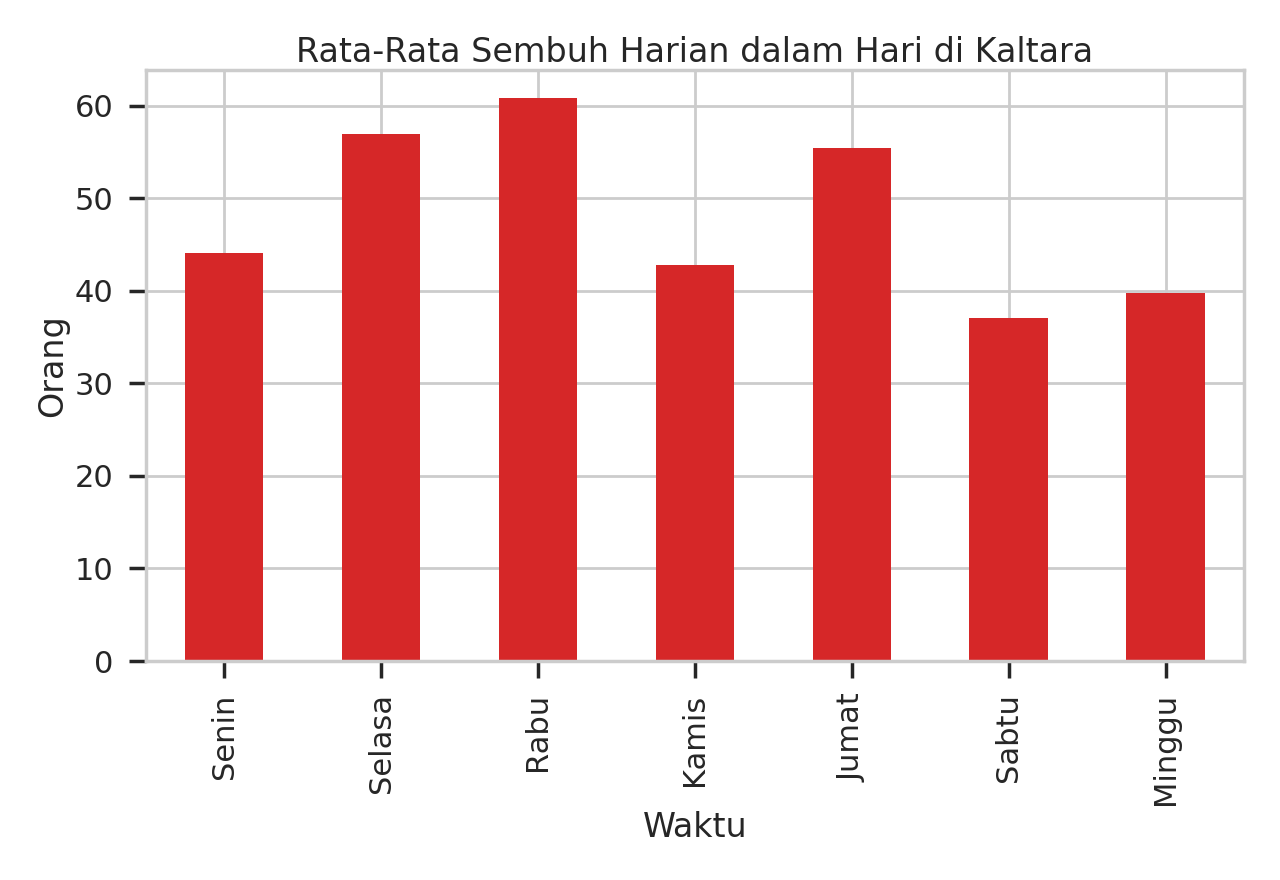 Rata-Rata Sembuh Harian dalam Hari di Kaltara
60
50
40
30
20
10
0
Orang
Senin
Selasa
Rabu
Kamis
Jumat
Sabtu
Minggu
Waktu